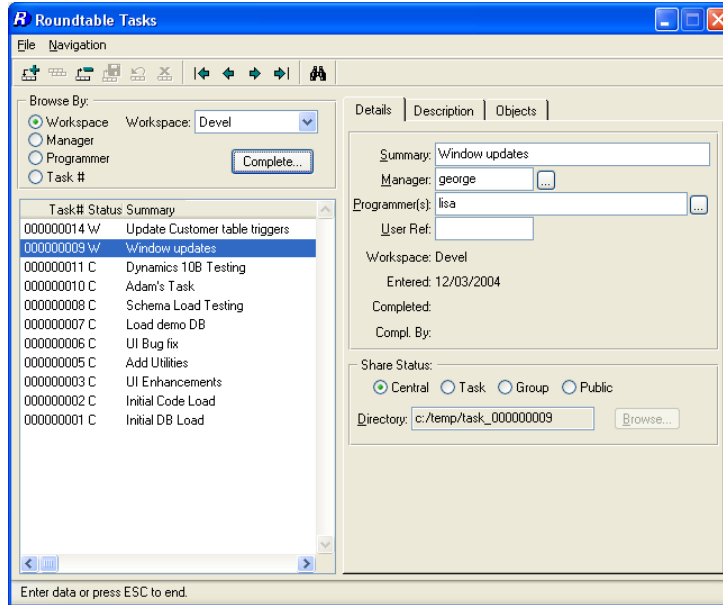 Roundtable Tasks
File Navigation
Browse By:
Workspace Workspace: Devel
Manager
Programmer Complete...
Task #
Task# Status Summary
000000014 W Update Customer table triggers
000000009 W Window updates
000000011 C Dynamics 10B Testing
000000010 C Adam's Task
000000008 C Schema Load Testing
000000007 C Load demo DB
000000006 C UI Bug fix
000000005 C Add Utilities
000000003 C UI Enhancements
000000002 C Initial Code Load
000000001 C Initial DB Load
Details Description Objects
Summary: Window updates
Manager: george ...
Programmer(s): lisa ...
User Ref:
Workspace: Devel
Entered: 12/03/2004
Completed:
Compl. By:
Share Status:
Central Task Group Public
Directory: c:/temp/task_000000009 Browse...
Enter data or press ESC to end.